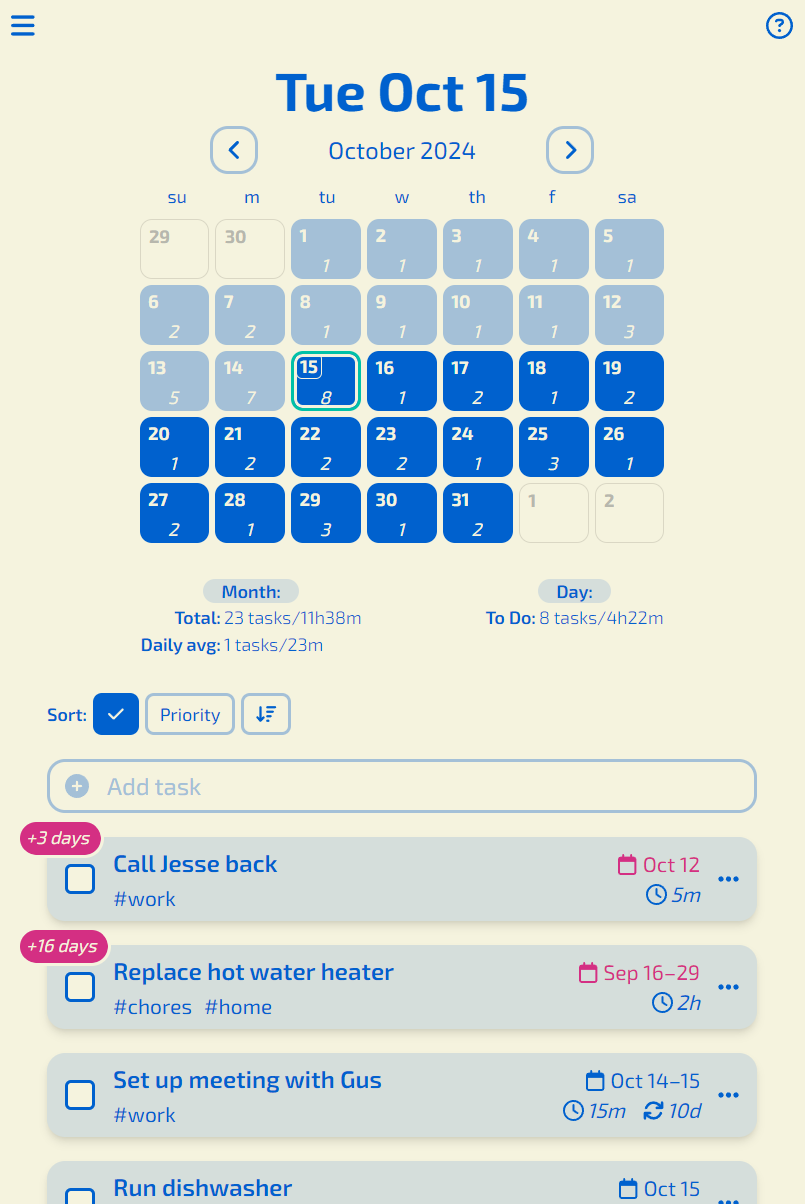 Tue Oct 15
October 2024
su m tu w th f sa
29 30 1 2 3 4 5
1 1 1 1 1
6 7 8 9 10 11 12
2 2 1 1 1 1 3
13 14 15 16 17 18 19
5 7 8 1 2 1 2
20 21 22 23 24 25 26
1 2 2 2 1 3 1
27 28 29 30 31 1 2
2 1 3 1 2
Month: Day:
Total: 23 tasks/11h38m To Do: 8 tasks/4h22m
Daily avg: 1 tasks/23m
Sort: Priority
Add task
+3 days
Call Jesse back Oct 12
#work 5m
+16 days
Replace hot water heater Sep 16–29
#chores #home 2h
Set up meeting with Gus Oct 14–15
#work 15m 10d
Run dishwasher Oct 15